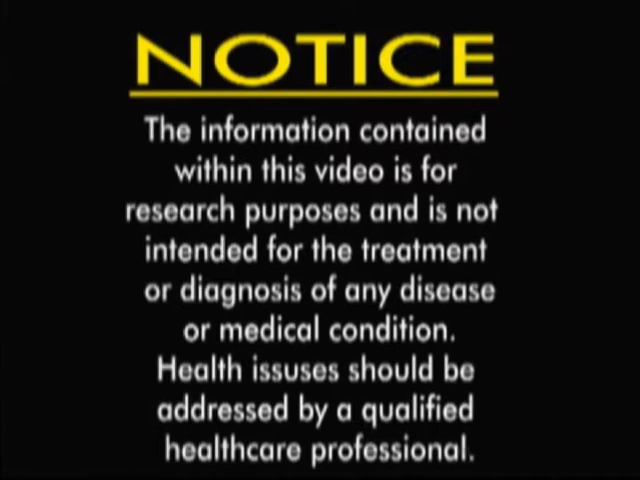 NOTICE
The information contained
within this video is for
research purposes and is not
intended for the treatment
or diagnosis of any disease
or medical condition.
Health issuses should be
addressed by a qualified
healthcare professional.